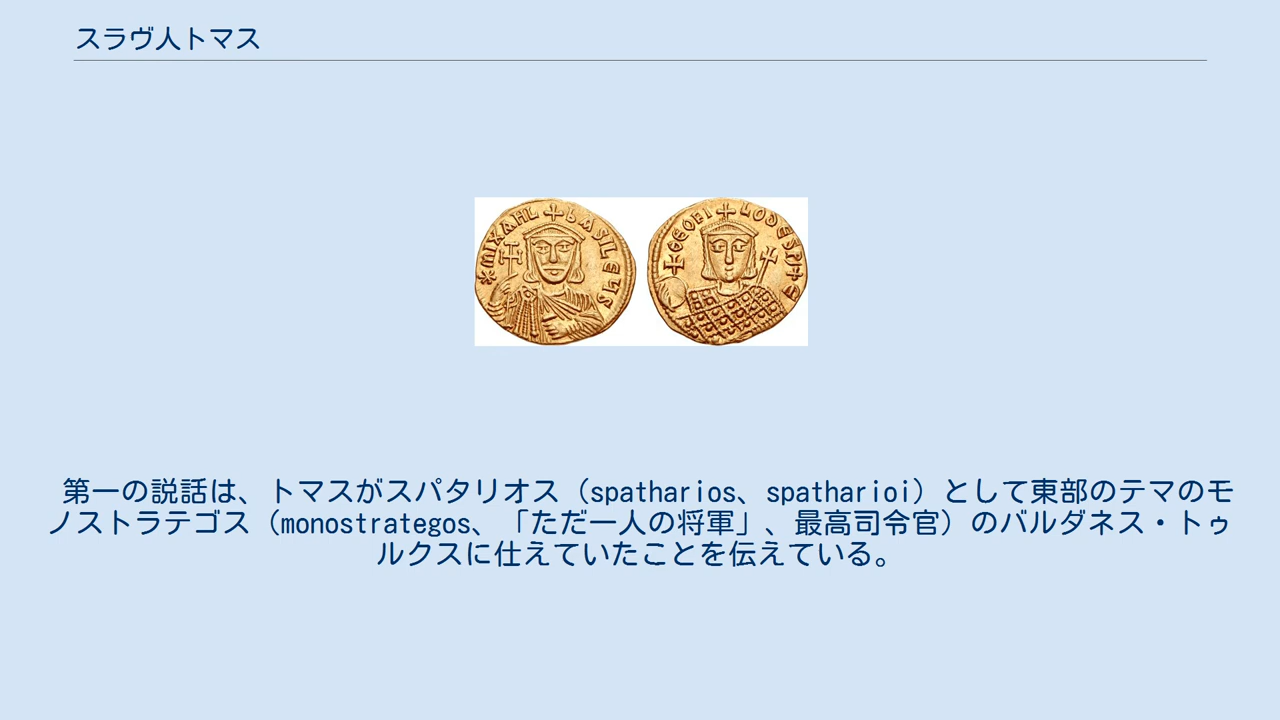 スラヴ人トマス
*MIXAHL bASILEUS
+ΘEOFI LOδESP+Θ
第一の説話は、トマスがスパタリオス（spatharios、spatharioi）として東部のテマのモ
ノストラテゴス（monostrategos、「ただ一人の将軍」、最高司令官）のバルダネス・トゥ
ルクスに仕えていたことを伝えている。